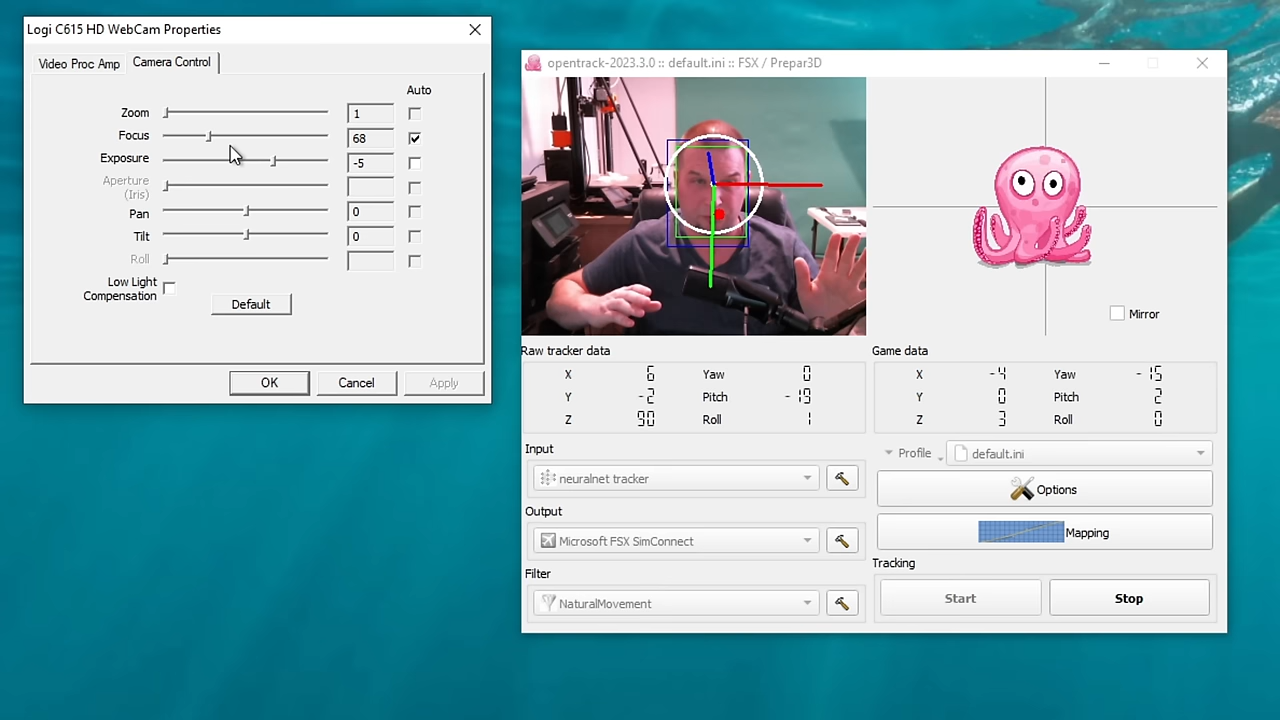 Logi C615 HD WebCam Properties
Video Proc Amp
Camera Control
Auto
Zoom
1
Focus
68
Exposure
-5
Aperture
(Iris)
Pan
0
Tilt
0
Roll
Low Light
Compensation
Default
OK
Cancel
Apply
opentrack-2023.3.0 :: default.ini :: FSX / Prepar3D
Mirror
Raw tracker data
X 6 Yaw 0
Y -2 Pitch -19
Z 90 Roll 1
Game data
X -4 Yaw -15
Y 0 Pitch 2
Z 3 Roll 0
Input
neuralnet tracker
Output
Microsoft FSX SimConnect
Filter
NaturalMovement
Profile
default.ini
Options
Mapping
Tracking
Start
Stop